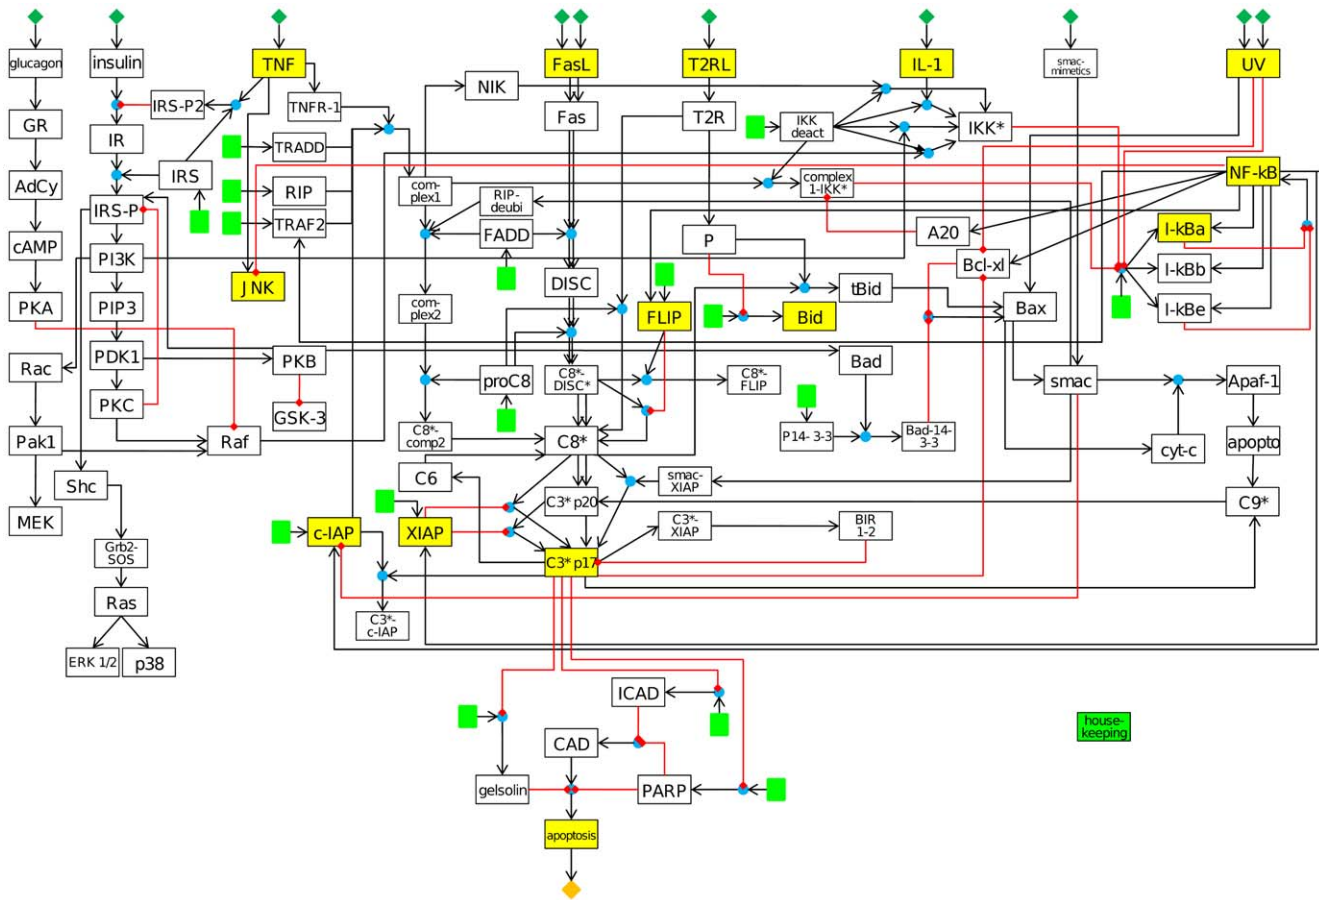 glucagon
insulin
TNF
FasL
T2RL
IL-1
smac-
mimetics
UV
NIK
IRS-P2
TNFR-1
GR
Fas
T2R
IKK
deact
IKK*
IR
TRADD
AdCy
IRS
RIP
com-
plex1
RIP-
deubi
complex
1-IKK*
NF-kB
IRS-P
TRAF2
FADD
P
A20
I-kBa
cAMP
PI3K
Bcl-xl
I-kBb
JNK
DISC
tBid
PKA
PIP3
com-
plex2
FLIP
Bid
Bax
I-kBe
Rac
PDK1
PKB
proC8
C8*-
DISC*
C8*-
FLIP
Bad
smac
Apaf-1
PKC
GSK-3
Pak1
Raf
C8*-
comp2
C8*
P14-3-3
Bad-14-
3-3
cyt-c
apopto
Shc
C6
smac-
XIAP
C3*p20
C9*
MEK
c-IAP
XIAP
C3*-
XIAP
BIR
1-2
Grb2-
SOS
C3*p17
Ras
C3*-
c-IAP
ERK 1/2
p38
ICAD
house-
keeping
CAD
gelsolin
PARP
apoptosis